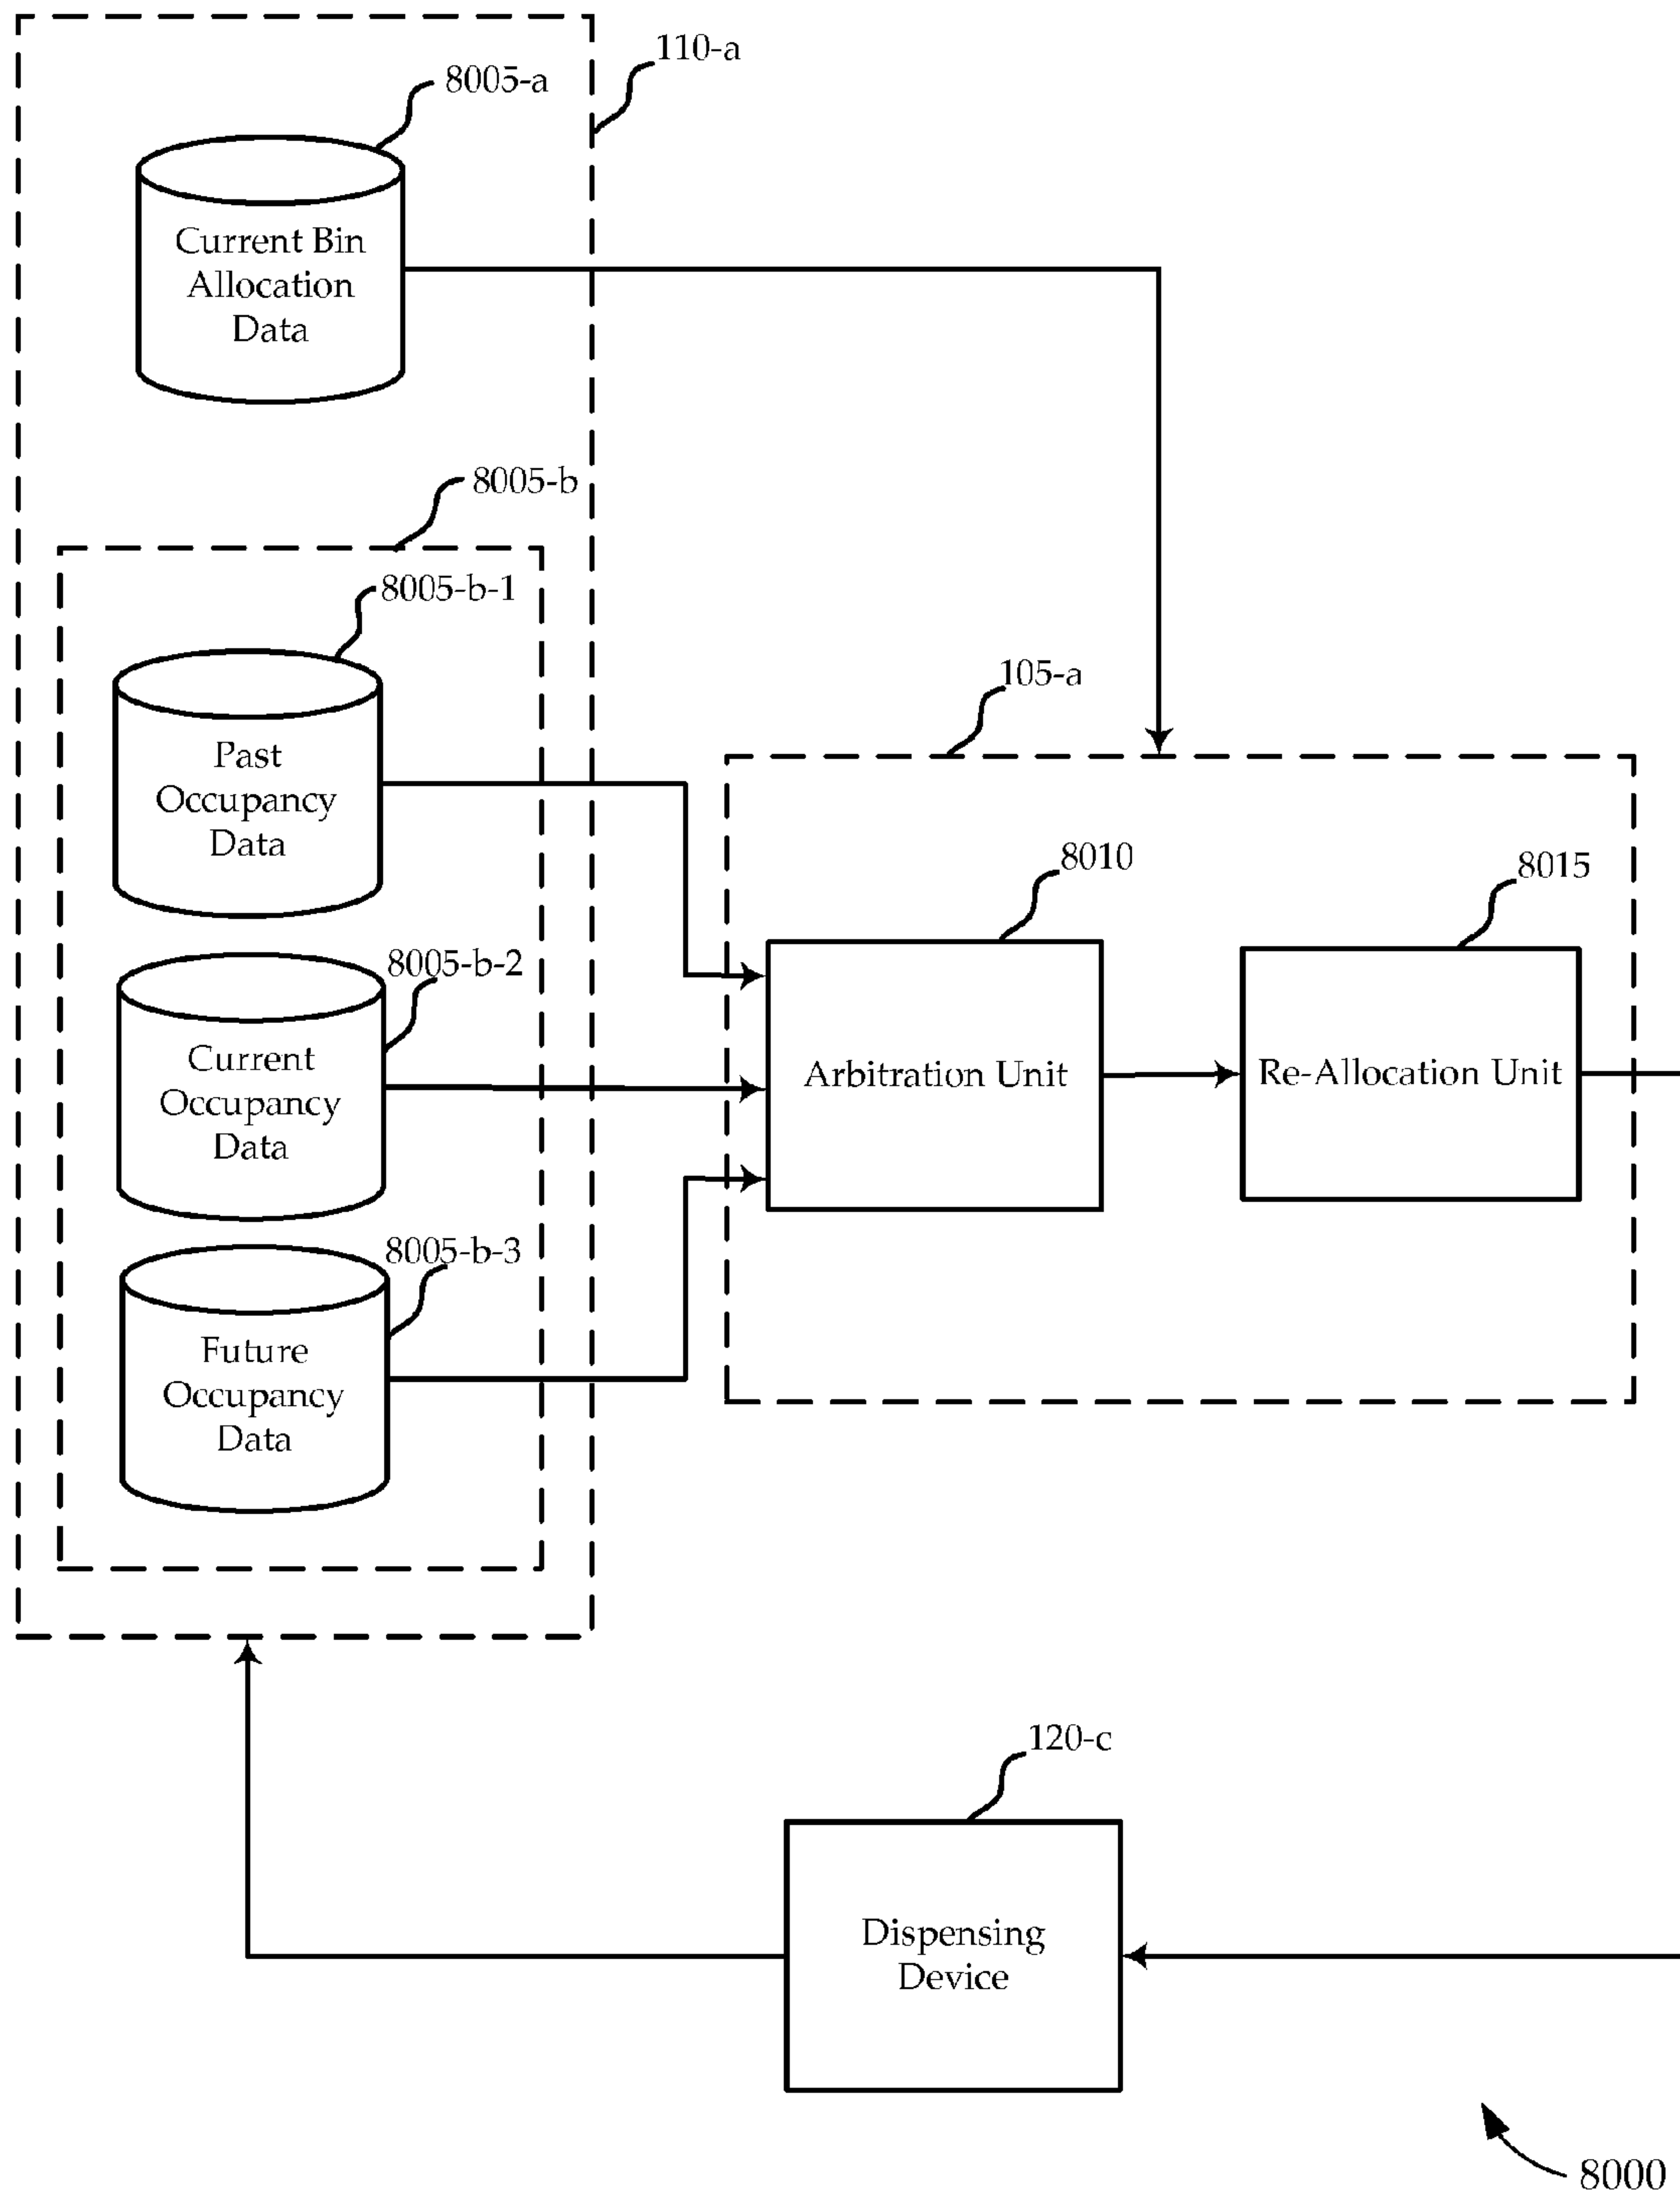 110-a
8005-a
Current Bin
Allocation
Data
8005-b
8005-b-1
Past
Occupancy
Data
105-a
8010
8015
8005-b-2
Current
Occupancy
Data
Arbitration Unit
Re-Allocation Unit
8005-b-3
Future
Occupancy
Data
120-c
Dispensing
Device
8000